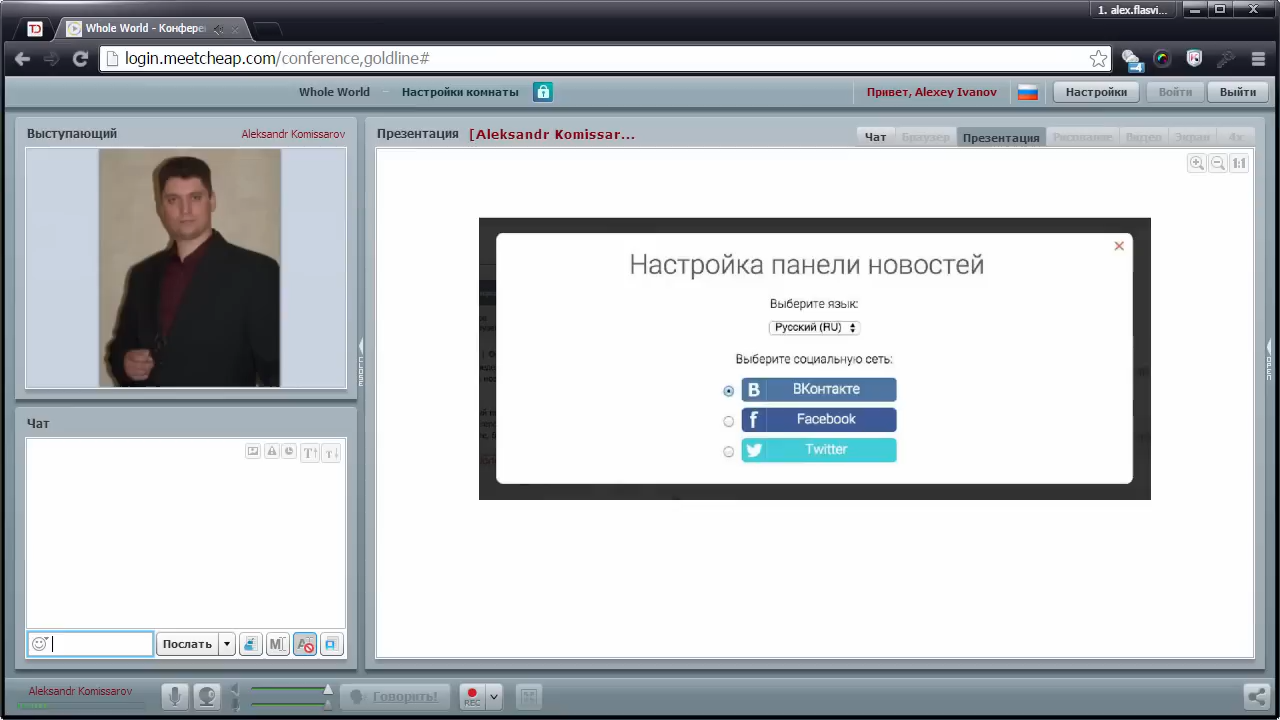 1. alex.flasvi...
Whole World - Конфере
login.meetcheap.com/conference,goldline#
Whole World
Настройки комнаты
Привет, Alexey Ivanov
Настройки
Войти
Выйти
Выступающий
Aleksandr Komissarov
Презентация
[Aleksandr Komissar...
Чат
Браузер
Презентация
Рисование
Видео
Экран
4x
1:1
Настройка панели новостей
Выберите язык:
Русский (RU)
Выберите социальную сеть:
ВКонтакте
Facebook
Twitter
Чат
Послать
Aleksandr Komissarov
Говорить!
REC